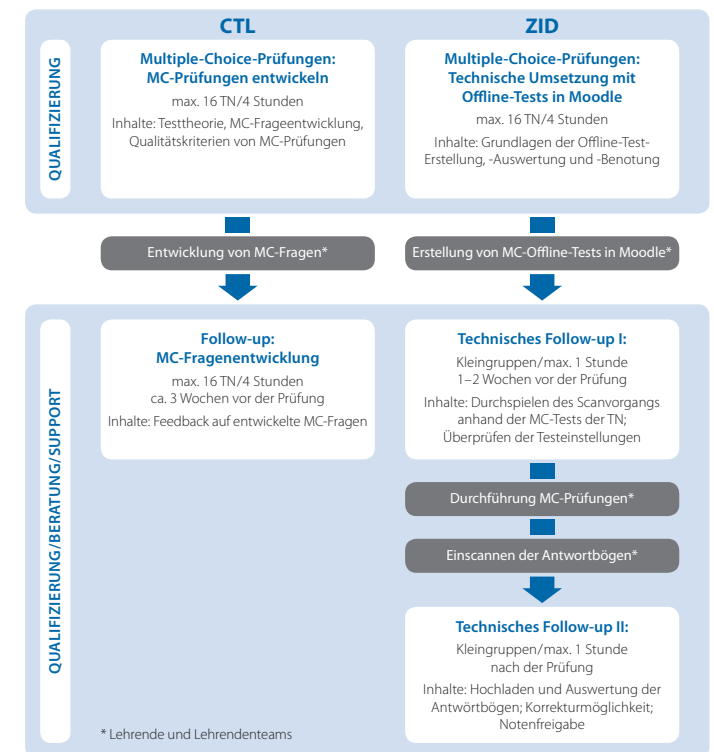 CTL
ZID
QUALIFIZIERUNG
Multiple-Choice-Prüfungen:
MC-Prüfungen entwickeln
max. 16 TN/4 Stunden
Inhalte: Testtheorie, MC-Frageentwicklung,
Qualitätskriterien von MC-Prüfungen
Multiple-Choice-Prüfungen:
Technische Umsetzung mit
Offline-Tests in Moodle
max. 16 TN/4 Stunden
Inhalte: Grundlagen der Offline-Test-
Erstellung, -Auswertung und -Benotung
Entwicklung von MC-Fragen*
Erstellung von MC-Offline-Tests in Moodle*
QUALIFIZIERUNG/BERATUNG/SUPPORT
Follow-up:
MC-Fragenentwicklung
max. 16 TN/4 Stunden
ca. 3 Wochen vor der Prüfung
Inhalte: Feedback auf entwickelte MC-Fragen
Technisches Follow-up I:
Kleingruppen/max. 1 Stunde
1–2 Wochen vor der Prüfung
Inhalte: Durchspielen des Scanvorgangs
anhand der MC-Tests der TN;
Überprüfen der Testeinstellungen
Durchführung MC-Prüfungen*
Einscannen der Antwortbögen*
Technisches Follow-up II:
Kleingruppen/max. 1 Stunde
nach der Prüfung
Inhalte: Hochladen und Auswertung der
Antwörtbögen; Korrekturmöglichkeit;
Notenfreigabe
* Lehrende und Lehrendenteams